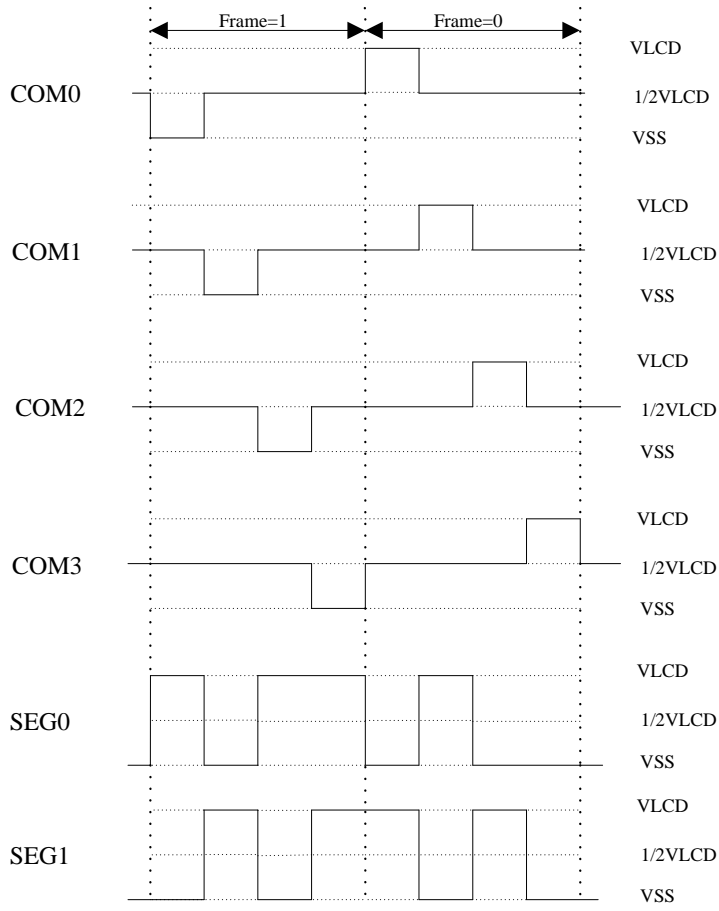 Frame=1 Frame=0
VLCD
COM0
1/2VLCD
VSS
VLCD
COM1
1/2VLCD
VSS
VLCD
COM2
1/2VLCD
VSS
VLCD
COM3
1/2VLCD
VSS
VLCD
SEG0
1/2VLCD
VSS
VLCD
SEG1
1/2VLCD
VSS